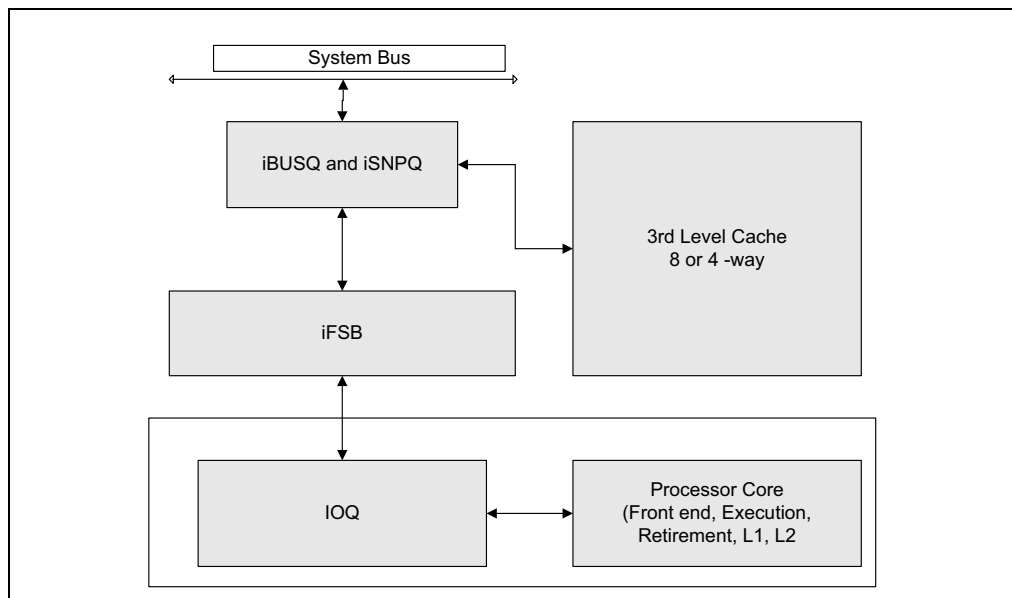 System Bus
iBUSQ and iSNPQ
3rd Level Cache
8 or 4 -way
iFSB
IOQ
Processor Core
(Front end, Execution,
Retirement, L1, L2